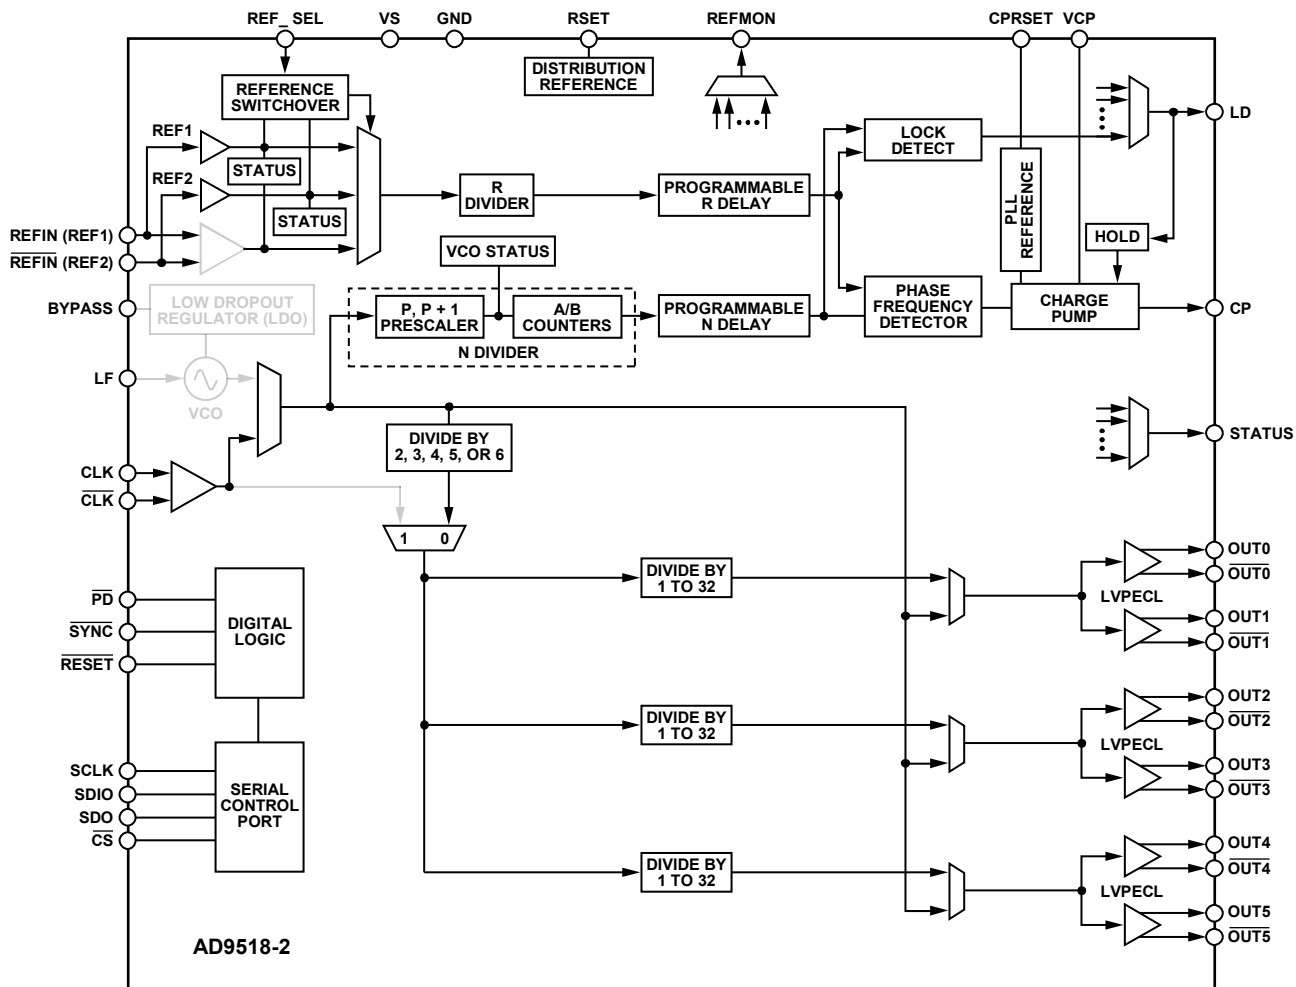 REF_ SEL
VS
GND
RSET
REFMON
CPRSET
VCP
REFERENCE
SWITCHOVER
DISTRIBUTION
REFERENCE
LD
REF1
STATUS
REF2
STATUS
R
DIVIDER
PROGRAMMABLE
R DELAY
LOCK
DETECT
PLL
REFERENCE
HOLD
REFIN (REF1)
REFIN (REF2)
VCO STATUS
BYPASS
LOW DROPOUT
REGULATOR (LDO)
P, P + 1
PRESCALER
A/B
COUNTERS
N DIVIDER
PROGRAMMABLE
N DELAY
PHASE
FREQUENCY
DETECTOR
CHARGE
PUMP
CP
LF
VCO
STATUS
DIVIDE BY
2, 3, 4, 5, OR 6
CLK
CLK
1
0
DIVIDE BY
1 TO 32
LVPECL
OUT0
OUT0
OUT1
OUT1
PD
SYNC
RESET
DIGITAL
LOGIC
DIVIDE BY
1 TO 32
LVPECL
OUT2
OUT2
OUT3
OUT3
SCLK
SDIO
SDO
CS
SERIAL
CONTROL
PORT
DIVIDE BY
1 TO 32
LVPECL
OUT4
OUT4
OUT5
OUT5
AD9518-2